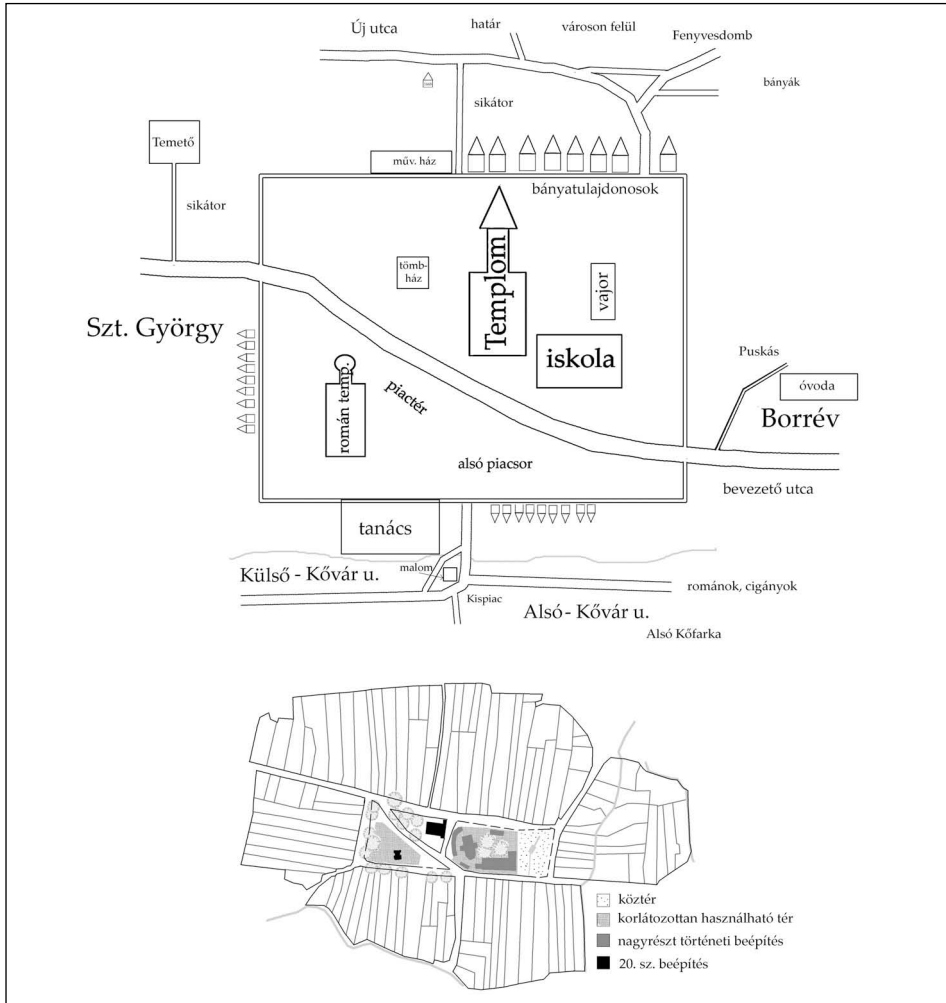 Új utca
határ
városon felül
Fenyvesdomb
bányák
sikátor
Temető
műv. ház
bányatulajdonosok
sikátor
tömb-
ház
Templom
vajor
Szt. György
iskola
Puskás
óvoda
román temp.
piactér
Borrév
alsó piacsor
bevezető utca
tanács
Külső - Kővár u.
malom
románok, cigányok
Kispiac
Alsó - Kővár u.
Alsó Kőfarka
köztér
korlátozottan használható tér
nagyrészt történeti beépítés
20. sz. beépítés